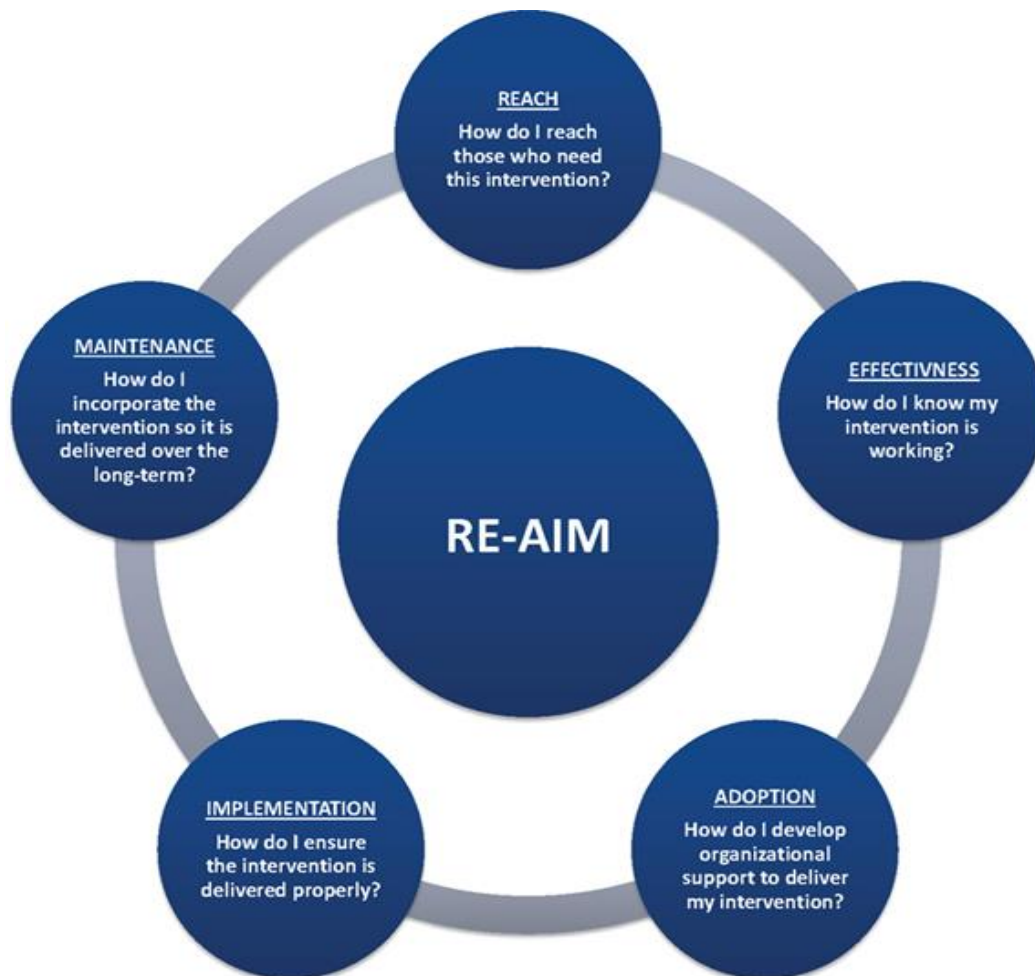 REACH
How do I reach
those who need
this intervention?
EFFECTIVNESS
How do I know my
intervention is
working?
ADOPTION
How do I develop
organizational
support to deliver
my intervention?
IMPLEMENTATION
How do I ensure
the intervention is
delivered properly?
MAINTENANCE
How do I
incorporate the
intervention so it is
delivered over the
long-term?
RE-AIM